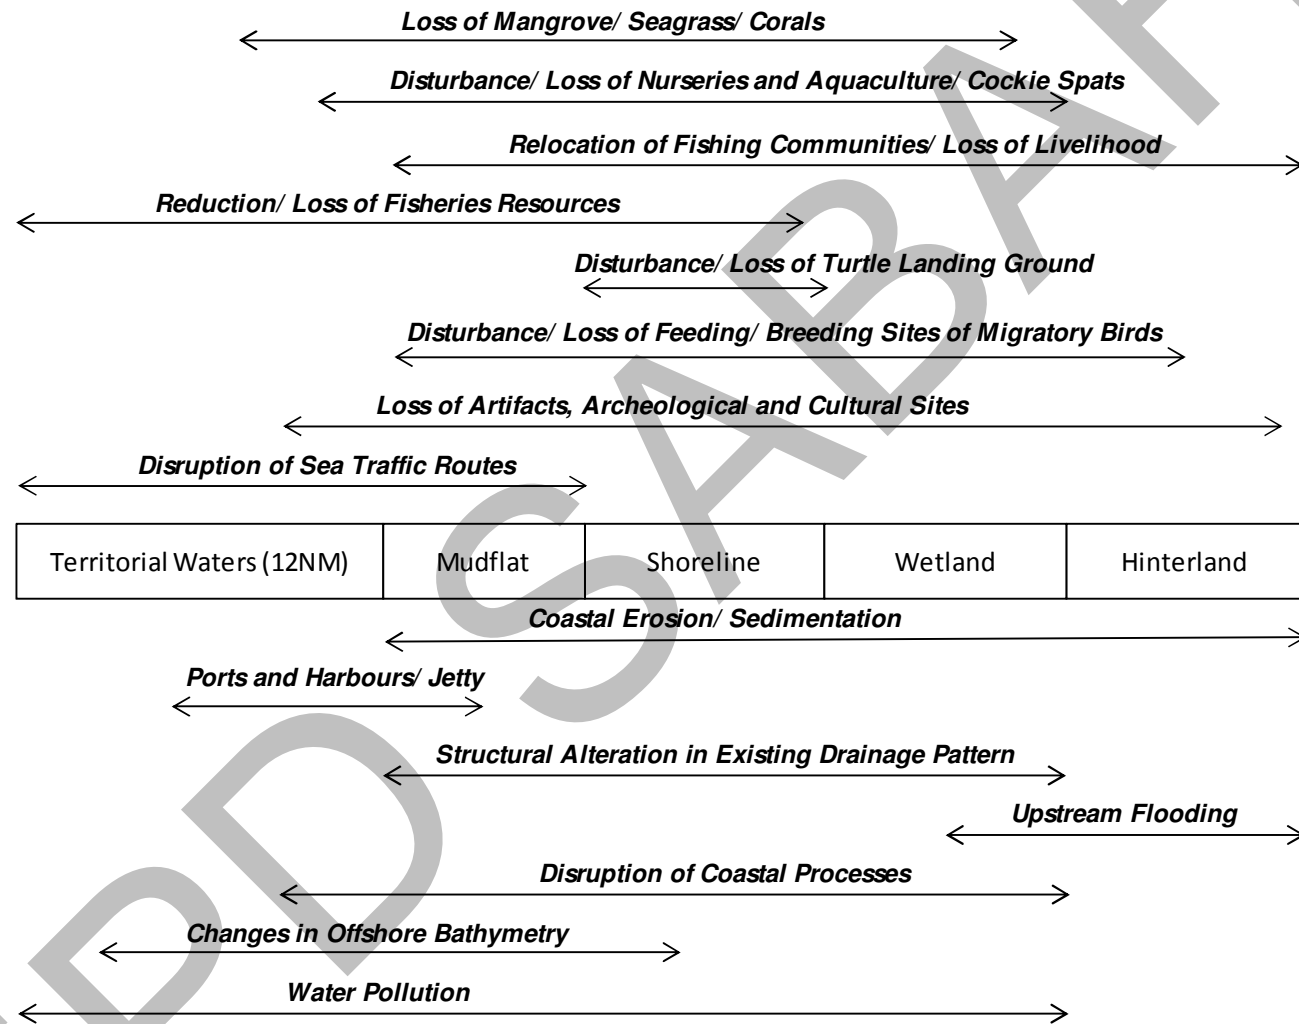 Loss of Mangrove/ Seagrass/ Corals
Disturbance/ Loss of Nurseries and Aquaculture/ Cockie Spats
Relocation of Fishing Communities/ Loss of Livelihood
Reduction/ Loss of Fisheries Resources
Disturbance/ Loss of Turtle Landing Ground
Disturbance/ Loss of Feeding/ Breeding Sites of Migratory Birds
Loss of Artifacts, Archeological and Cultural Sites
Disruption of Sea Traffic Routes
Territorial Waters (12NM) Mudflat Shoreline Wetland Hinterland
Coastal Erosion/ Sedimentation
Ports and Harbours/ Jetty
Structural Alteration in Existing Drainage Pattern
Upstream Flooding
Disruption of Coastal Processes
Changes in Offshore Bathymetry
Water Pollution